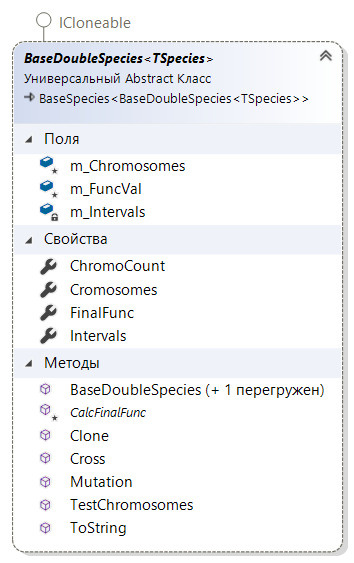 ICloneable
BaseDoubleSpecies<TSpecies>
Универсальный Abstract Класс
BaseSpecies<BaseDoubleSpecies<TSpecies>>
Поля
m_Chromosomes
m_FuncVal
m_Intervals
Свойства
ChromoCount
Cromosomes
FinalFunc
Intervals
Методы
BaseDoubleSpecies (+ 1 перегружен)
CalcFinalFunc
Clone
Cross
Mutation
TestChromosomes
ToString